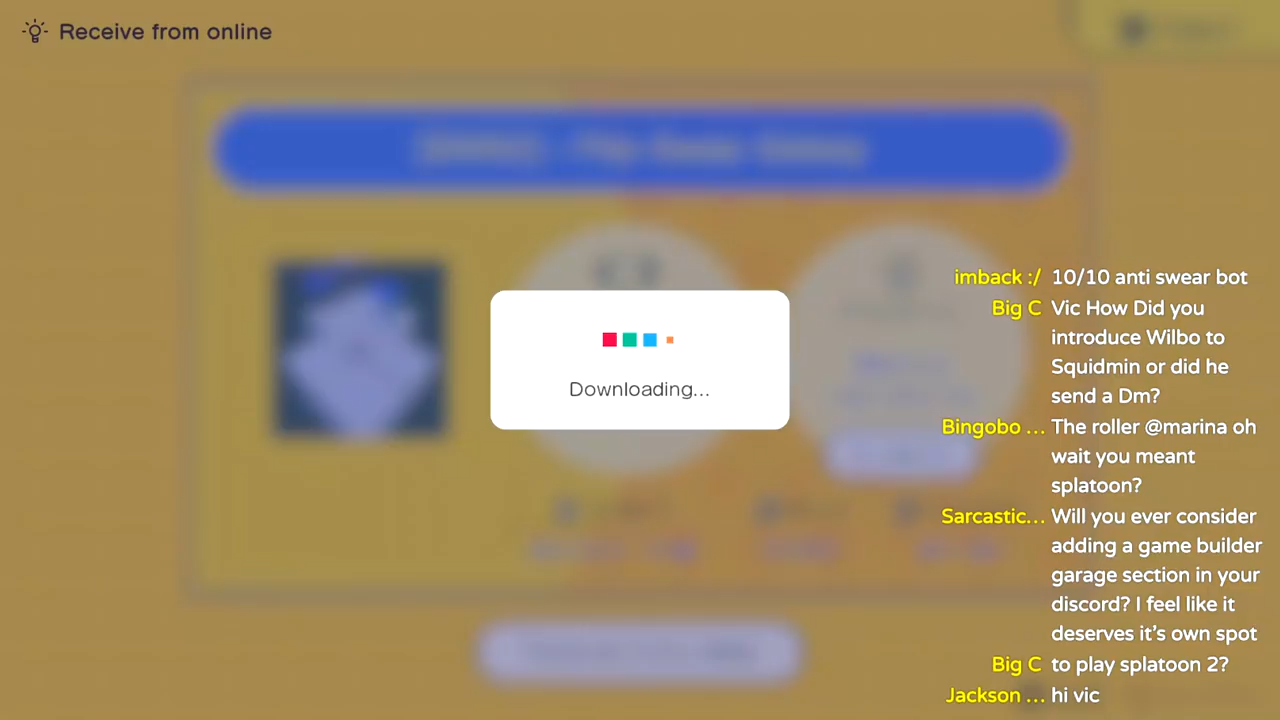 Receive from online
Downloading...
imback :/ 10/10 anti swear bot
Big C Vic How Did you
introduce Wilbo to
Squidmin or did he
send a Dm?
Bingobo ... The roller @marina oh
wait you meant
splatoon?
Sarcastic... Will you ever consider
adding a game builder
garage section in your
discord? I feel like it
deserves it's own spot
Big C to play splatoon 2?
Jackson ... hi vic